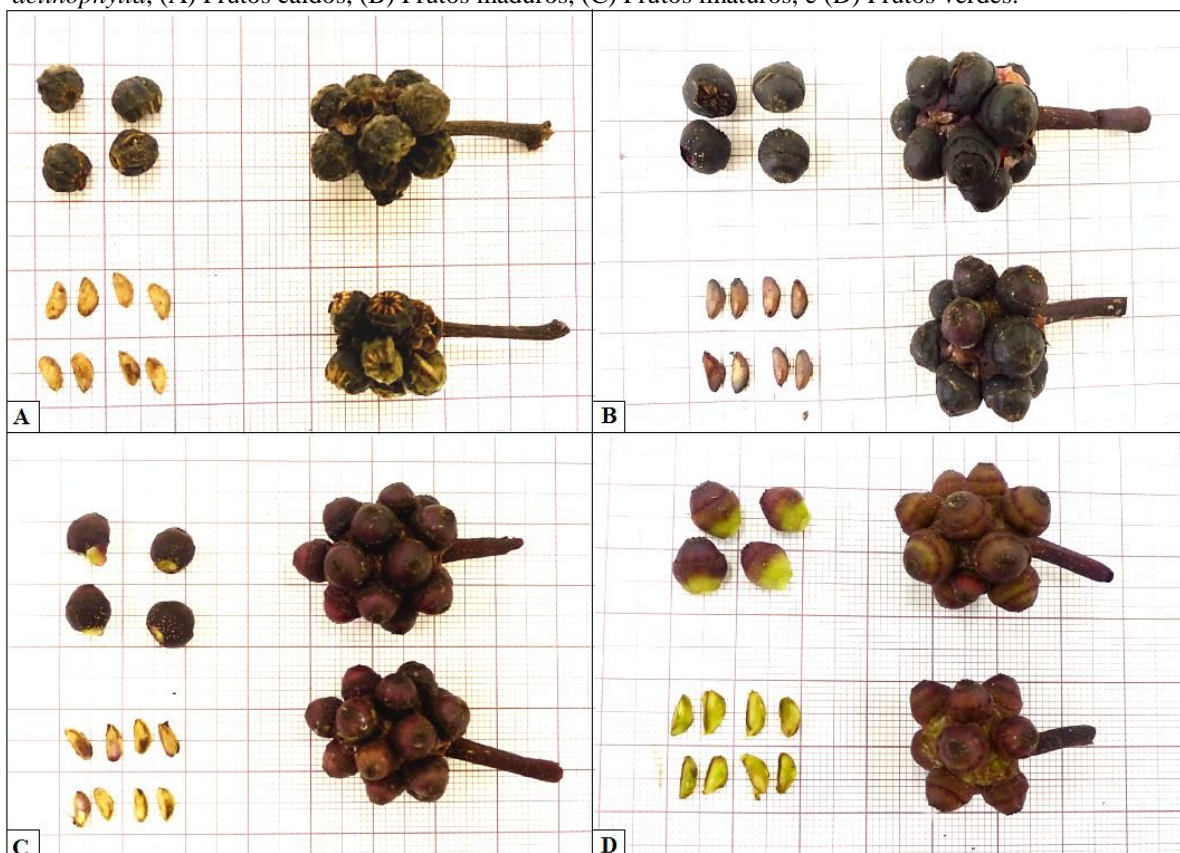 actinophylla, (A) Frutos caídos, (B) Frutos maduros, (C) Frutos imaturos, e (D) Frutos verdes.
A
B
C
D